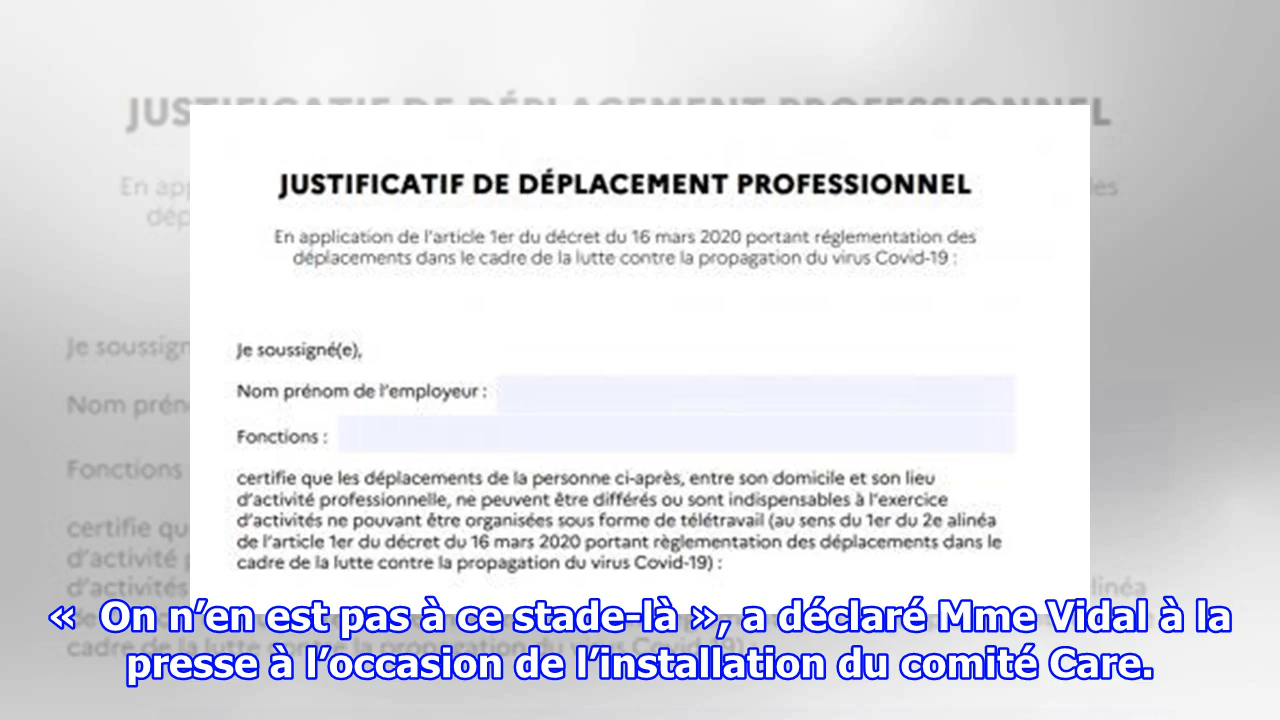 JUSTIFICATIF DE DÉPLACEMENT PROFESSIONNEL
En application de l'article 1er du décret du 16 mars 2020 portant réglementation des
déplacements dans le cadre de la lutte contre la propagation du virus Covid-19 :
Je soussigné(e),
Nom prénom de l'employeur :
Fonctions :
certifie que les déplacements de la personne ci-après, entre son domicile et son lieu
d'activité professionnelle, ne peuvent être différés ou sont indispensables à l'exercice
d'activités ne pouvant être organisées sous forme de télétravail (au sens du 1er du 2e alinéa
de l'article 1er du décret du 16 mars 2020 portant règlementation des déplacements dans le
cadre de la lutte contre la propagation du virus Covid-19) :
« On n’en est pas à ce stade-là », a déclaré Mme Vidal à la
presse à l’occasion de l’installation du comité Care.